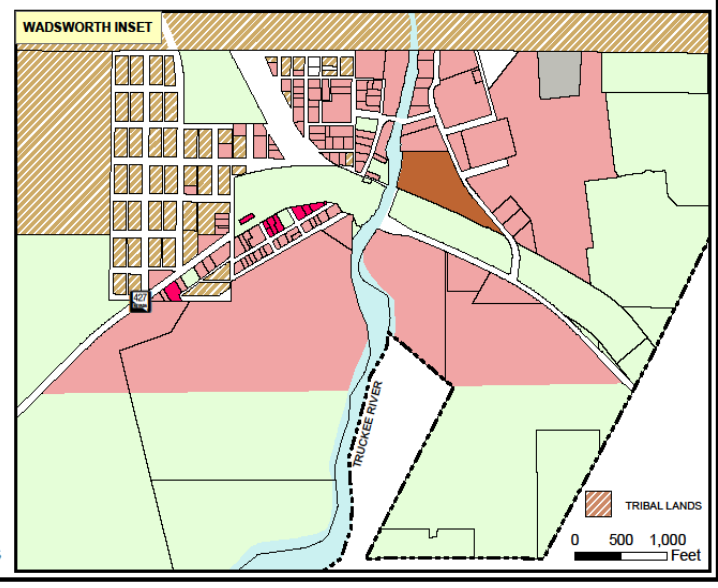 WADSWORTH INSET
427
TRUCKEE RIVER
TRIBAL LANDS
0 500 1,000
Feet